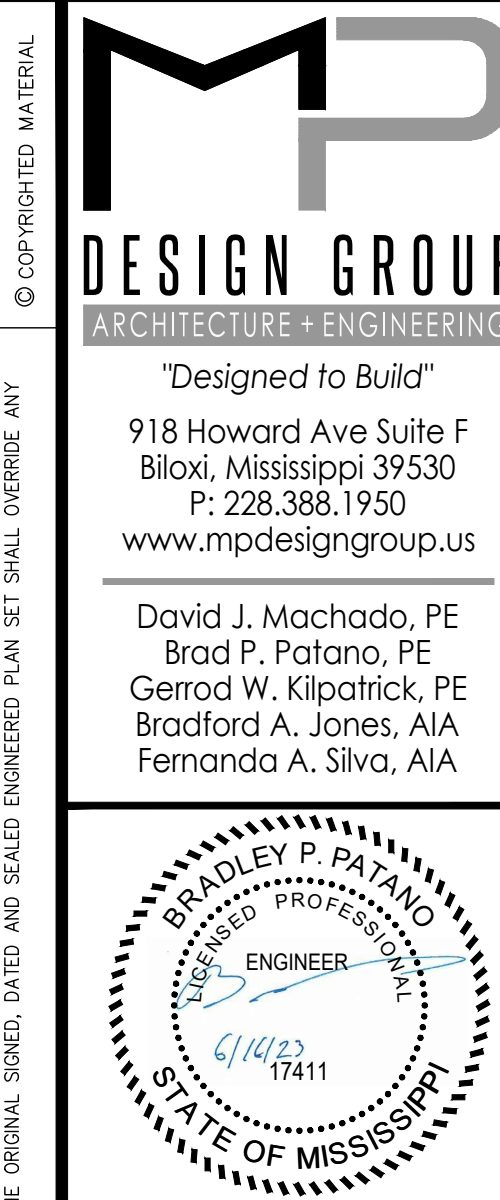 © COPYRIGHTED MATERIAL
ORIGINAL SIGNED, DATED AND SEALED ENGINEERED PLAN SET SHALL OVERRIDE ANY
MP
DESIGN GROUP
ARCHITECTURE + ENGINEERING
"Designed to Build"
918 Howard Ave Suite F
Biloxi, Mississippi 39530
P: 228.388.1950
www.mpdesigngroup.us
David J. Machado, PE
Brad P. Patano, PE
Gerrod W. Kilpatrick, PE
Bradford A. Jones, AIA
Fernanda A. Silva, AIA
BRADLEY P. PATANO
LICENSED PROFESSIONAL
ENGINEER
6/16/23
17411
STATE OF MISSISSIPPI